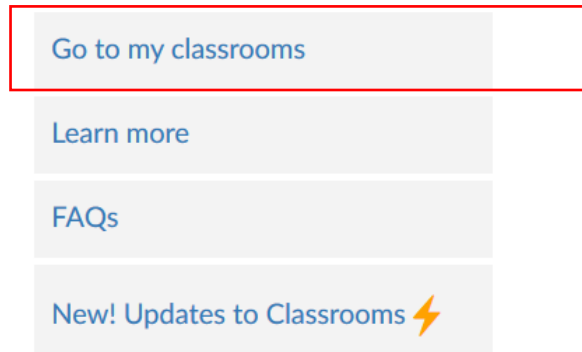 Go to my classrooms
Learn more
FAQs
New! Updates to Classrooms⚡